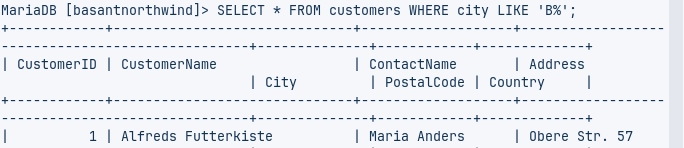 MariaDB [basantnorthwind]> SELECT * FROM customers WHERE city LIKE 'B%';
+------------+------------------------------+-------------------+------------------
-------------------------------+--------------+------------+-------------+
| CustomerID | CustomerName                 | ContactName       | Address
                               | City         | PostalCode | Country     |
+------------+------------------------------+-------------------+------------------
-------------------------------+--------------+------------+-------------+
|          1 | Alfreds Futterkiste          | Maria Anders      | Obere Str. 57